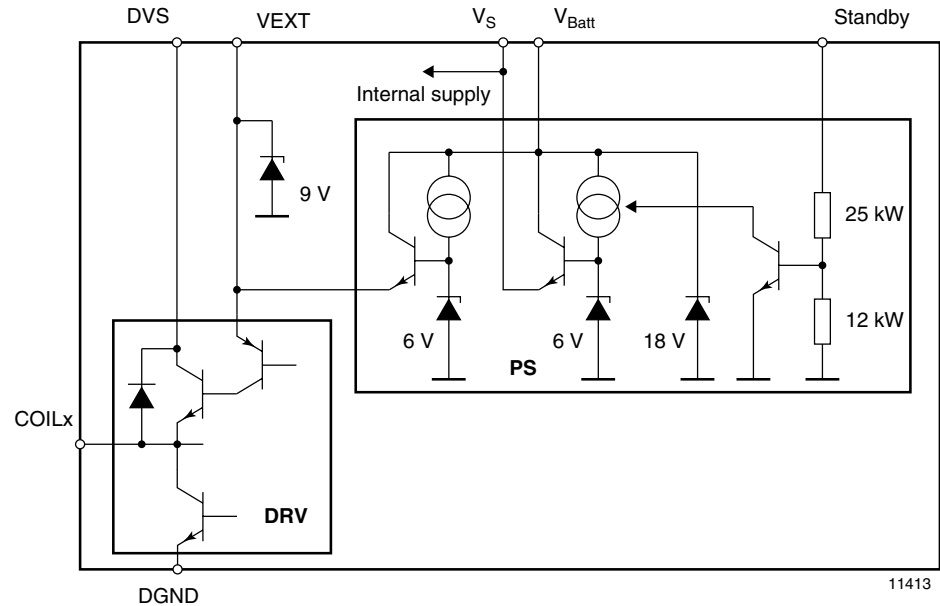 DVS
VEXT
VS
VBatt
Standby
Internal supply
9 V
25 kW
12 kW
6 V
6 V
18 V
PS
COILx
DRV
DGND
11413